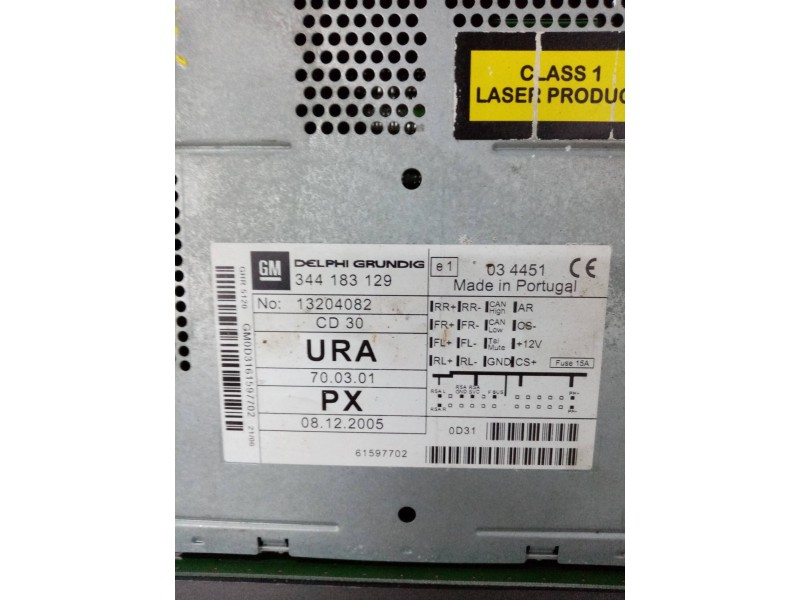 CLASS 1
LASER PRODUC
GM
DELPHI GRUNDIG
344 183 129
e1
03 4451
CE
Made in Portugal
No: 13204082
CD 30
URA
70.03.01
PX
08.12.2005
61597702
RR+ RR- CAN High AR
FR+ FR- CAN Low OS-
FL+ FL- Tel Mute +12V
RL+ RL- GND CS+
Fuse 15A
0D31
GM0D3161597702